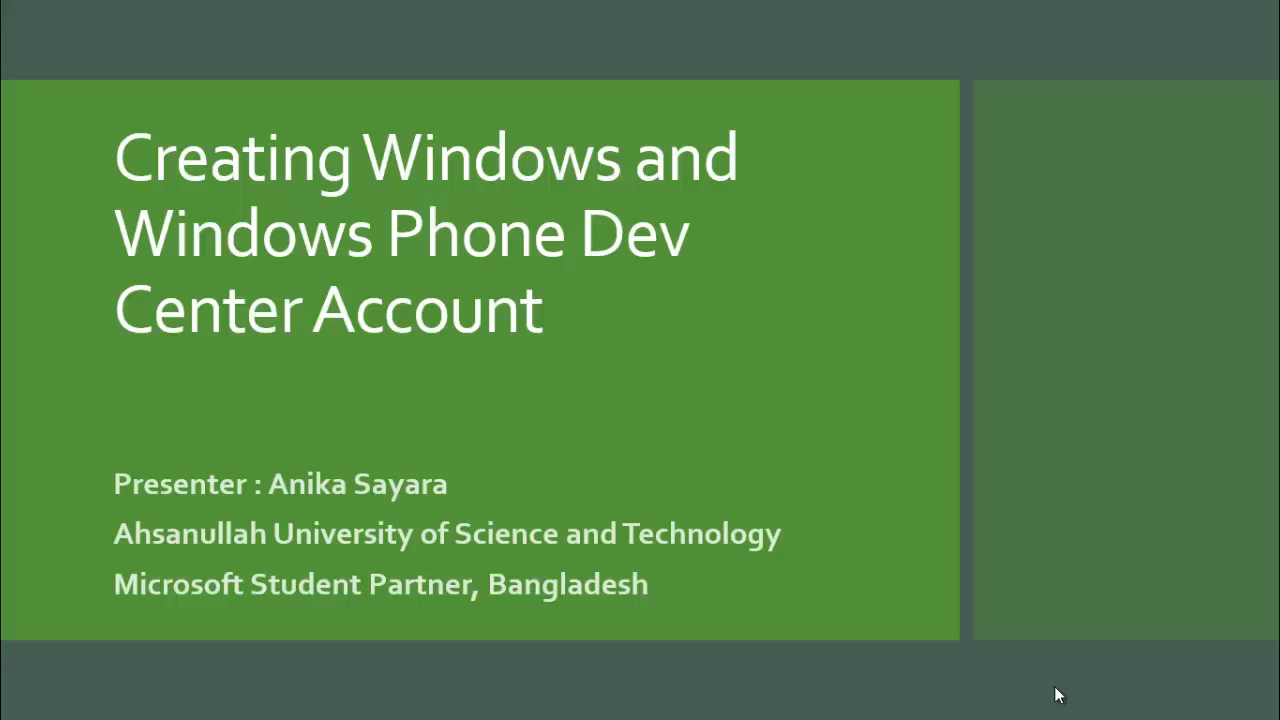 Creating Windows and
Windows Phone Dev
Center Account
Presenter : Anika Sayara
Ahsanullah University of Science and Technology
Microsoft Student Partner, Bangladesh